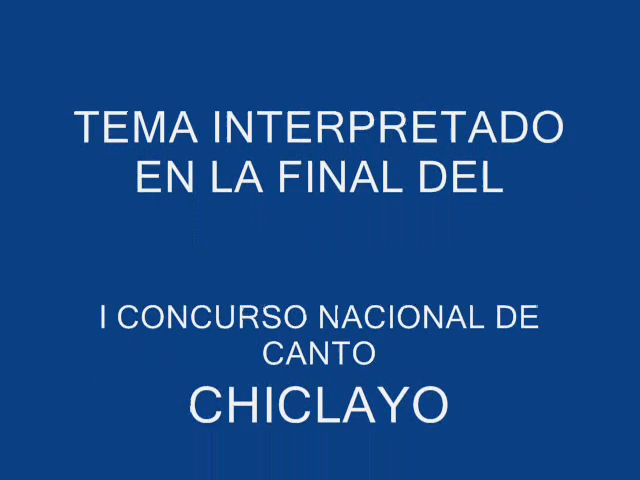 TEMA INTERPRETADO
EN LA FINAL DEL
I CONCURSO NACIONAL DE
CANTO
CHICLAYO